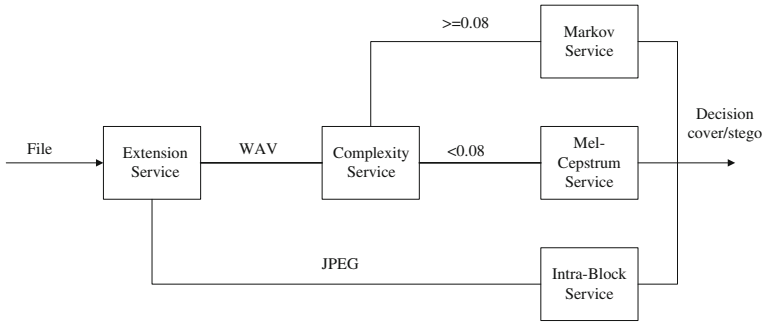 File
Extension
Service
WAV
Complexity
Service
>=0.08
Markov
Service
<0.08
Mel-
Cepstrum
Service
JPEG
Intra-Block
Service
Decision
cover/stego